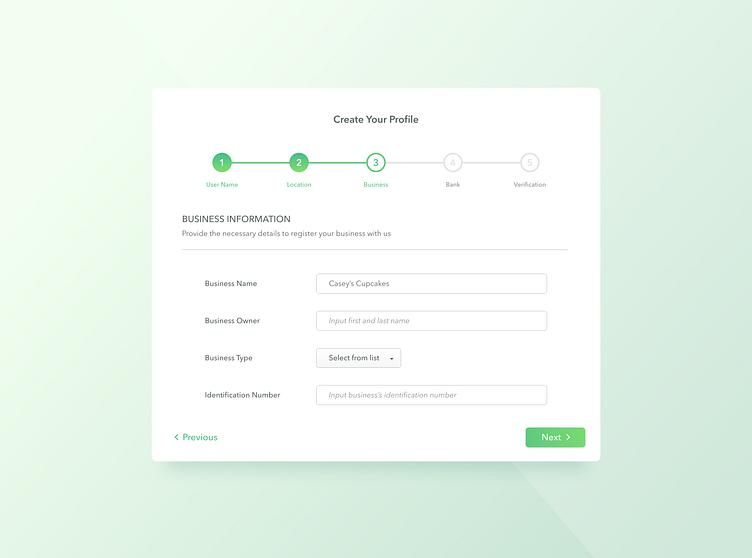 Create Your Profile
1 2 3 4 5
User Name Location Business Bank Verification
BUSINESS INFORMATION
Provide the necessary details to register your business with us
Business Name Casey's Cupcakes
Business Owner Input first and last name
Business Type Select from list
Identification Number Input business's identification number
Previous Next